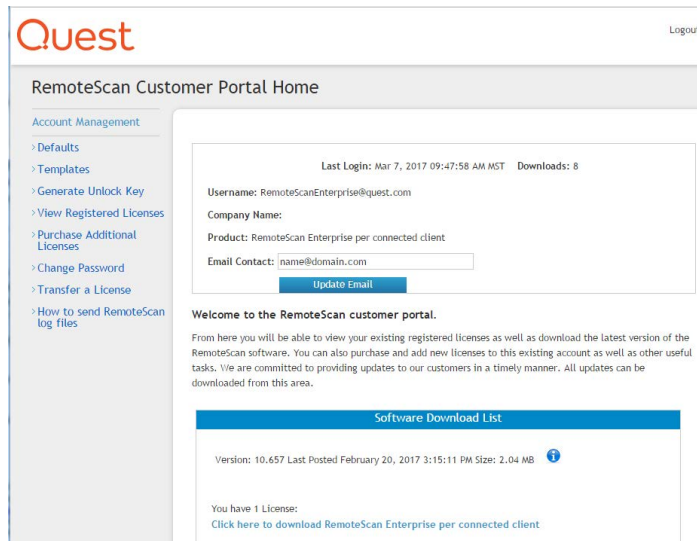 Quest
Logout
RemoteScan Customer Portal Home
Account Management
Defaults
Templates
Generate Unlock Key
View Registered Licenses
Purchase Additional
Licenses
Change Password
Transfer a License
How to send RemoteScan
log files
Last Login: Mar 7, 2017 09:47:58 AM MST Downloads: 8
Username: RemoteScanEnterprise@quest.com
Company Name:
Product: RemoteScan Enterprise per connected client
Email Contact: name@domain.com
Update Email
Welcome to the RemoteScan customer portal.
From here you will be able to view your existing registered licenses as well as download the latest version of the
RemoteScan software. You can also purchase and add new licenses to this existing account as well as other useful
tasks. We are committed to providing updates to our customers in a timely manner. All updates can be
downloaded from this area.
Software Download List
Version: 10.657 Last Posted February 20, 2017 3:15:11 PM Size: 2.04 MB
You have 1 License:
Click here to download RemoteScan Enterprise per connected client